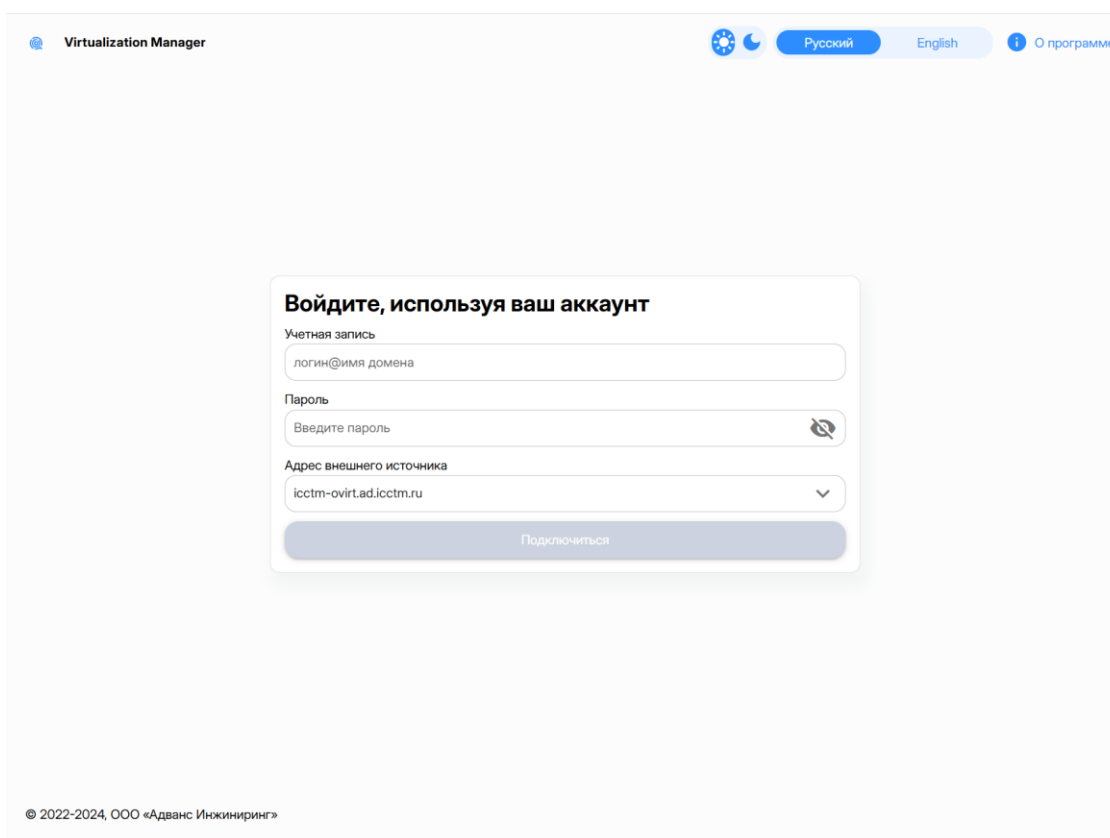 Virtualization Manager
Русский
English
О программе
Войдите, используя ваш аккаунт
Учетная запись
логин@имя домена
Пароль
Введите пароль
Адрес внешнего источника
icctm-ovirt.ad.icctm.ru
Подключиться
© 2022-2024, ООО «Адванс Инжиниринг»